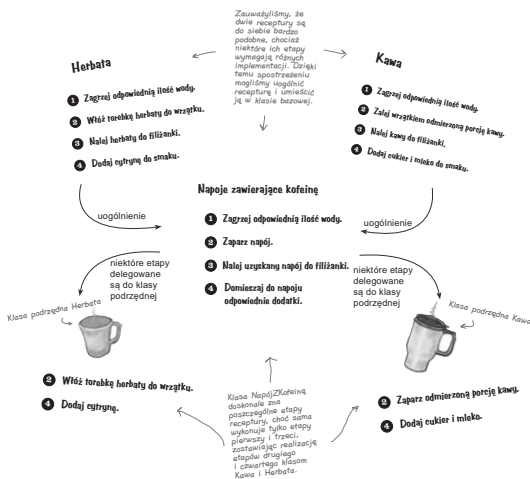 Zauważyliśmy, że
dwie receptury są
do siebie bardzo
podobne, chociaż
niektóre ich etapy
wymagają różnych
implementacji. Dzięki
temu spostrzeżeniu
mogliśmy uogólnić
recepturę i umieścić
ją w klasie bazowej.
Herbata
1 Zagrzej odpowiednią ilość wody.
2 Włóż torebkę herbaty do wrzątku.
3 Nalej herbaty do filiżanki.
4 Dodaj cytrynę do smaku.
Kawa
1 Zagrzej odpowiednią ilość wody.
2 Zalej wrzątkiem odmierzoną porcję kawy.
3 Nalej kawy do filiżanki.
4 Dodaj cukier i mleko do smaku.
Napoje zawierające kofeinę
1 Zagrzej odpowiednią ilość wody.
2 Zaparz napój.
3 Nalej uzyskany napój do filiżanki.
4 Domieszaj do napoju
odpowiednie dodatki.
uogólnienie
uogólnienie
niektóre etapy
delegowane
są do klasy
podrzędnej
niektóre etapy
delegowane
są do klasy
podrzędnej
Klasa podrzędna Herbata
Klasa podrzędna Kawa
2 Włóż torebkę herbaty do wrzątku.
4 Dodaj cytrynę.
Klasa NapójZKofeiną
doskonale zna
poszczególne etapy
receptury, choć sama
wykonuje tylko etapy
pierwszy i trzeci,
zostawiając realizację
etapów drugiego
i czwartego klasom
Kawa i Herbata.
2 Zaparz odmierzoną porcję kawy.
4 Dodaj cukier i mleko.